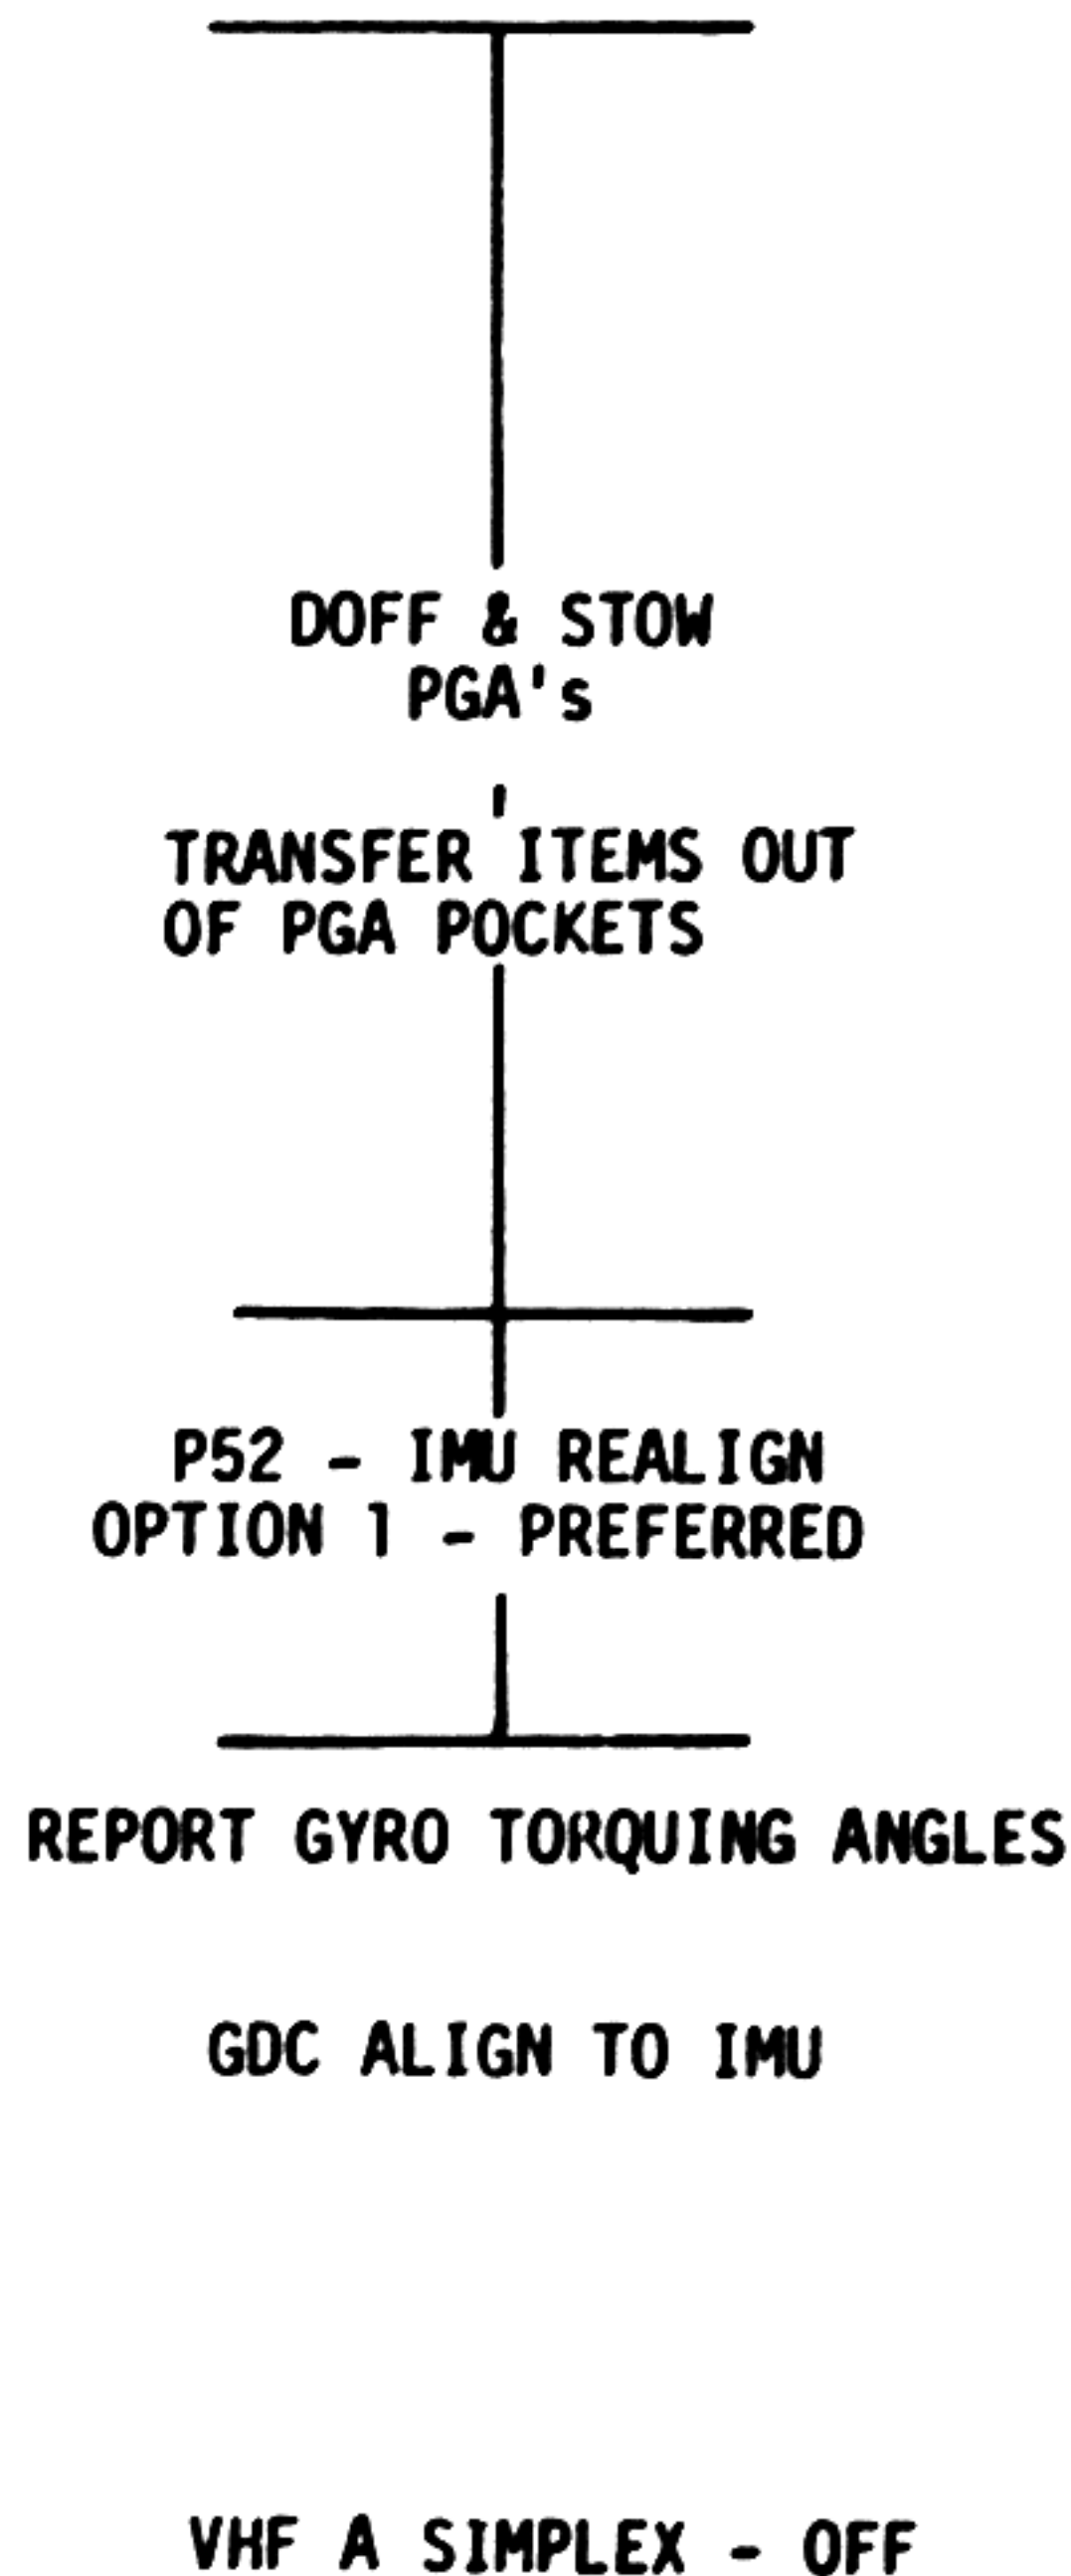 DOFF & STOW
PGA's
TRANSFER ITEMS OUT
OF PGA POCKETS
P52 - IMU REALIGN
OPTION 1 - PREFERRED
REPORT GYRO TORQUING ANGLES
GDC ALIGN TO IMU
VHF A SIMPLEX - OFF